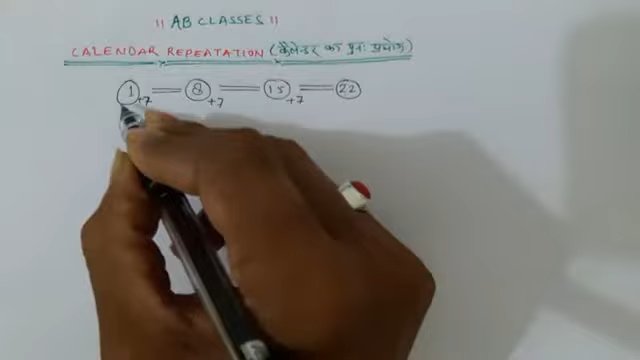 ॥ AB CLASSES ॥
CALENDAR REPEATATION (कैलेन्डर का पुनः प्रयोग)
1 +7 = 8 +7 = 15 +7 = 22